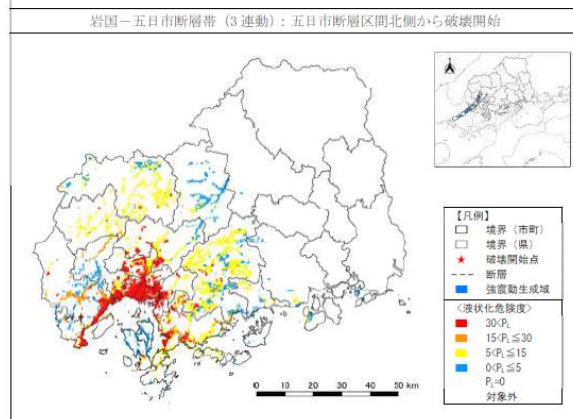 岩国－五日市断層帯（3連動）：五日市断層区間北側から破壊開始
【凡例】
境界（市町）
境界（県）
破壊開始点
断層
強震動生成域
〈液状化危険度〉
30<PL
15<PL≦30
5<PL≦15
0<PL≦5
PL=0
対象外
0 10 20 30 40 50 km